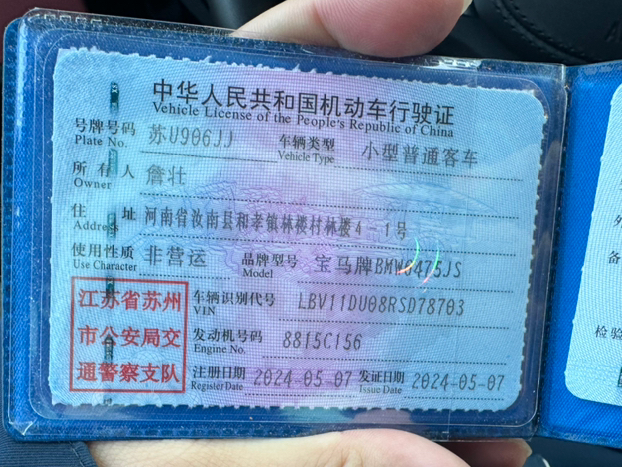 中华人民共和国机动车行驶证
Vehicle License of the People's Republic of China
号牌号码 苏U906JJ 车辆类型 小型普通客车
Plate No. Vehicle Type
所有人 詹壮
Owner
住址 河南省汝南县和孝镇林楼村林楼4-1号
Address
使用性质 非营运 品牌型号 宝马牌BMW6475JS
Use Character Model
江苏省苏州 车辆识别代号 LBV11DU08RSD78703
VIN
市公安局交 发动机号码 8815C156
Engine No.
通警察支队 注册日期 2024-05-07 发证日期 2024-05-07
Register Date Issue Date
备
检验